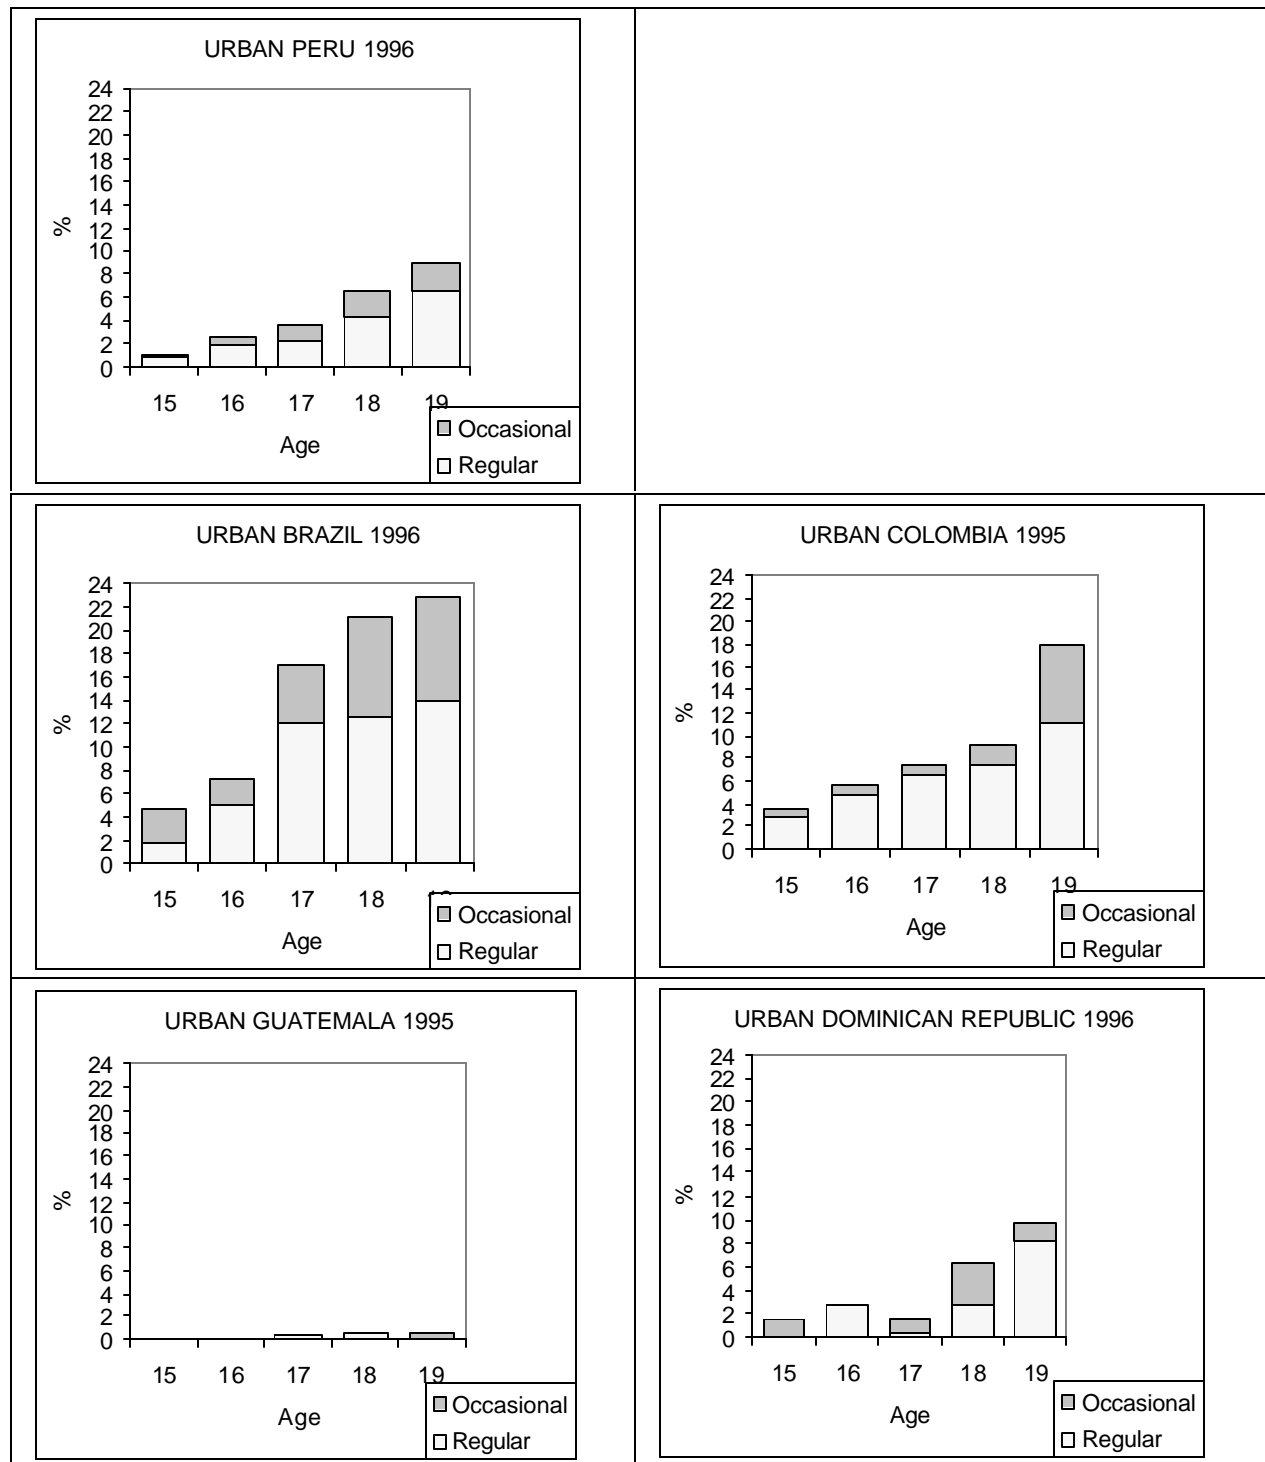 URBAN PERU 1996
24
22
20
18
16
14
12
10
8
6
4
2
0
%
15 16 17 18 19
Age
Occasional
Regular
URBAN BRAZIL 1996
24
22
20
18
16
14
12
10
8
6
4
2
0
%
15 16 17 18
Age
Occasional
Regular
URBAN COLOMBIA 1995
24
22
20
18
16
14
12
10
8
6
4
2
0
%
15 16 17 18 19
Age
Occasional
Regular
URBAN GUATEMALA 1995
24
22
20
18
16
14
12
10
8
6
4
2
0
%
15 16 17 18 19
Age
Occasional
Regular
URBAN DOMINICAN REPUBLIC 1996
24
22
20
18
16
14
12
10
8
6
4
2
0
%
15 16 17 18 19
Age
Occasional
Regular